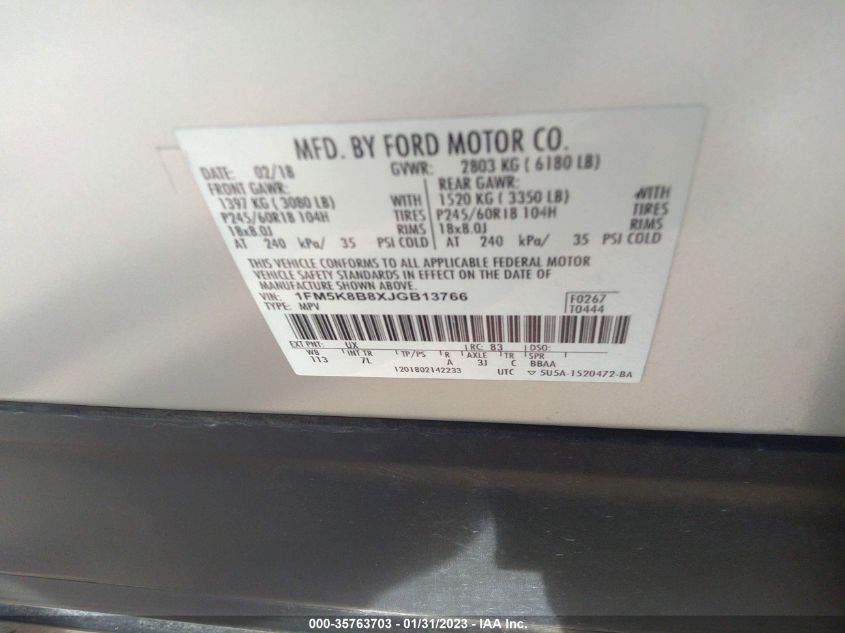 MFD. BY FORD MOTOR CO.
DATE: 02/18 GVWR: 2803 KG ( 6180 LB)
FRONT GAWR: REAR GAWR:
1397 KG ( 3080 LB) WITH 1520 KG ( 3350 LB) WITH
P245/60R18 104H TIRES P245/60R18 104H TIRES
18x8.0J RIMS 18x8.0J RIMS
AT 240 kPa/ 35 PSI COLD AT 240 kPa/ 35 PSI COLD
THIS VEHICLE CONFORMS TO ALL APPLICABLE FEDERAL MOTOR
VEHICLE SAFETY STANDARDS IN EFFECT ON THE DATE OF
MANUFACTURE SHOWN ABOVE.
VIN: 1FM5K8B8XJGB13766 F0267
TYPE: MPV T0444
EXT PNT: UX RC: 83 DSO:
WB INT TR TP/PS R AXLE TR SPR
113 7L A 3J C BBAA
1201802142233 UTC ▽ 5U5A-1520472-BA
000-35763703 - 01/31/2023 - IAA Inc.